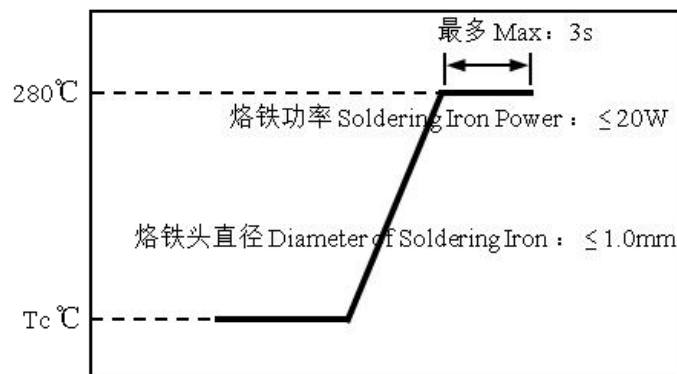 最多 Max：3s
280℃
烙铁功率 Soldering Iron Power：≤20W
烙铁头直径 Diameter of Soldering Iron：≤1.0mm
Tc ℃